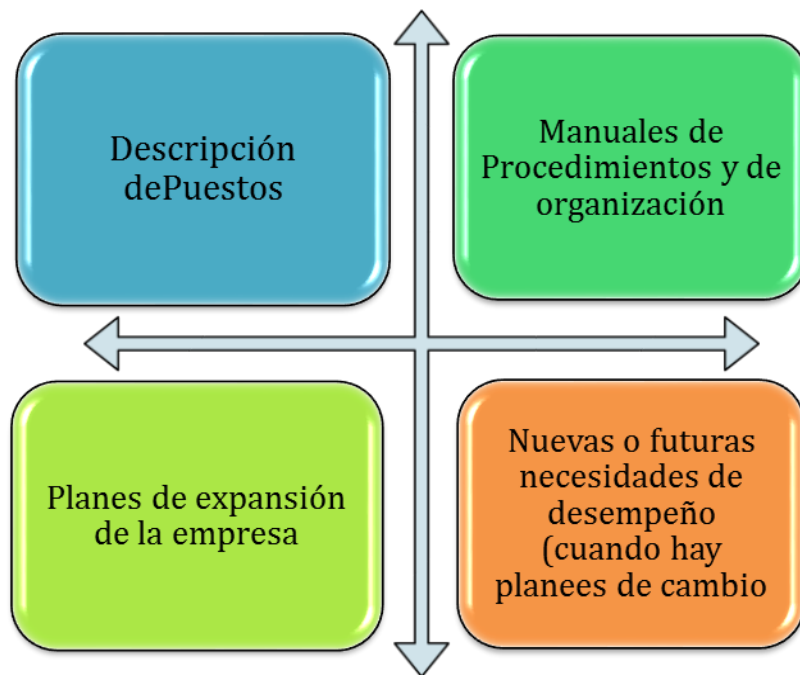 Descripción
dePuestos
Manuales de
Procedimientos y de
organización
Planes de expansión
de la empresa
Nuevas o futuras
necesidades de
desempeño
(cuando hay
planees de cambio